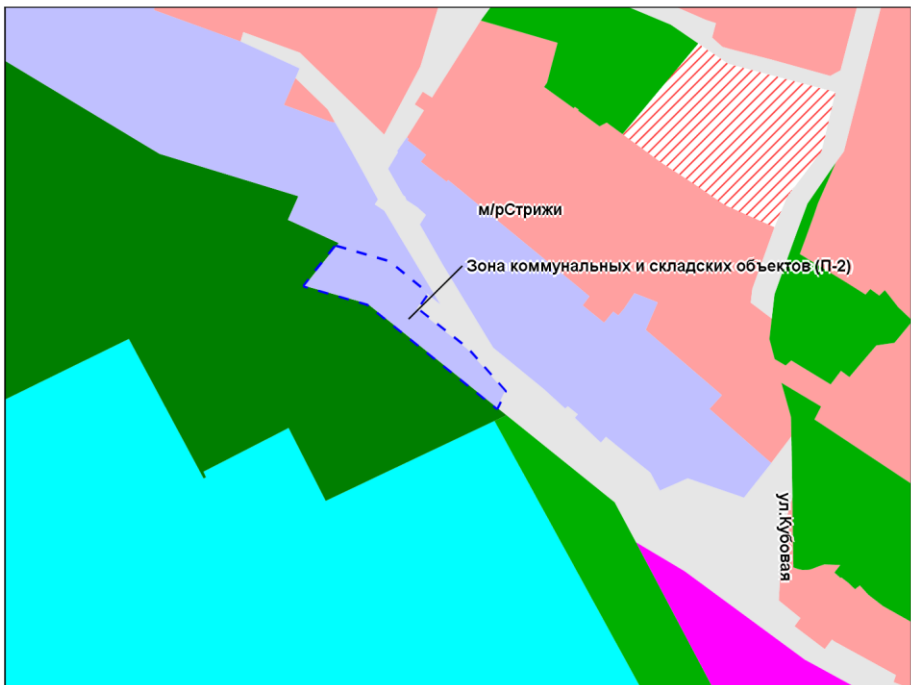 м/рСтрижи
Зона коммунальных и складских объектов (П-2)
ул.Кубовая